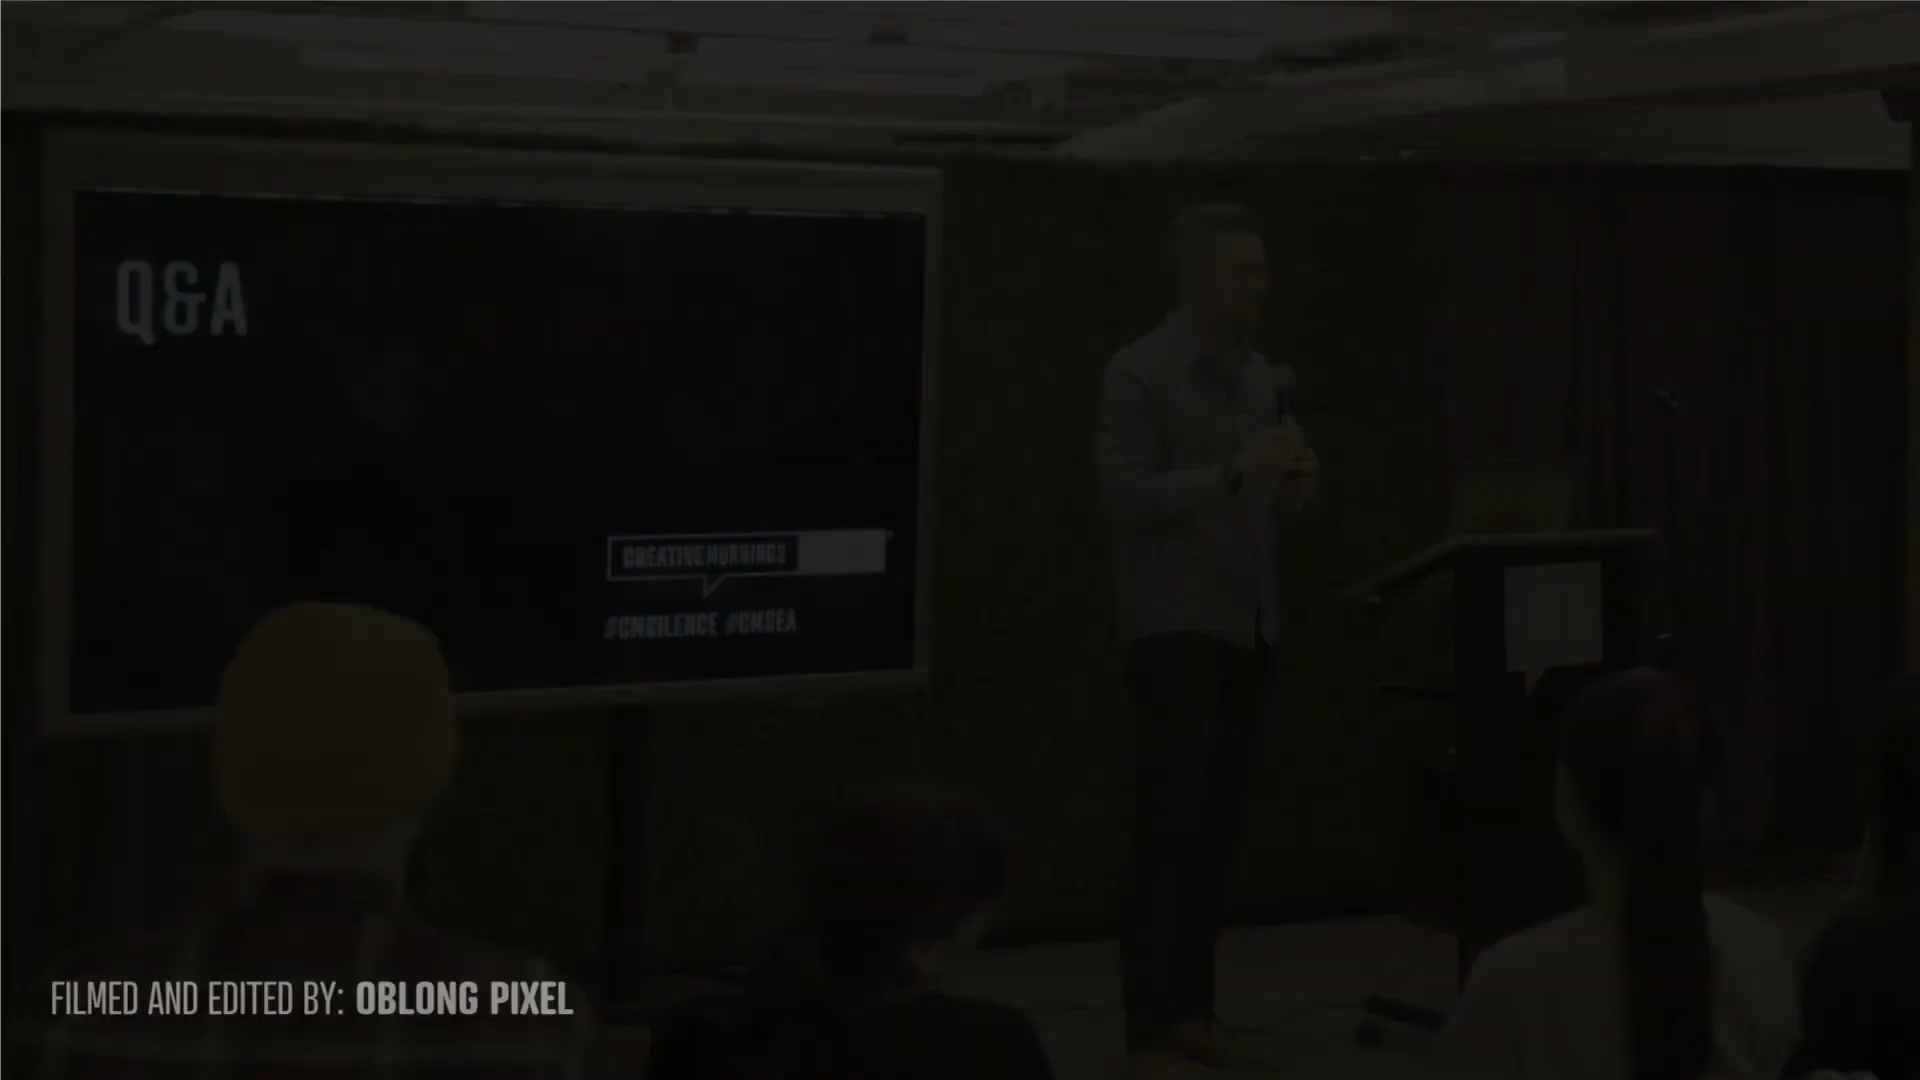 Q&A
CREATIVEMORNINGS
#CMSILENCE #CMSEA
FILMED AND EDITED BY: OBLONG PIXEL